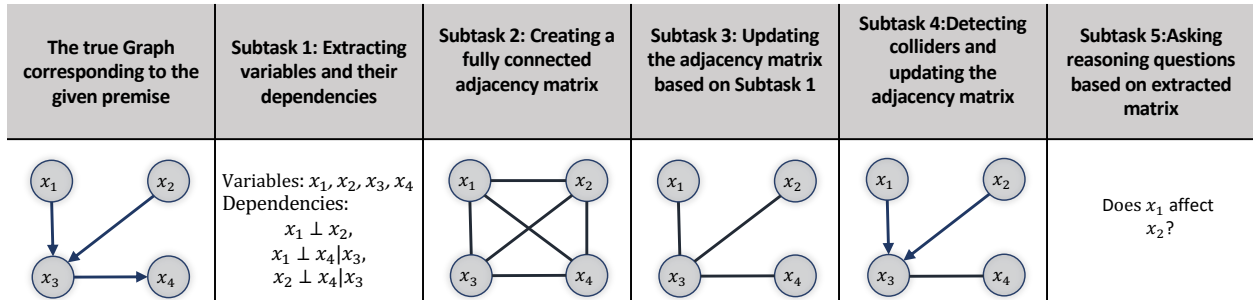 The true Graph
corresponding to the
given premise
Subtask 1: Extracting
variables and their
dependencies
Subtask 2: Creating a
fully connected
adjacency matrix
Subtask 3: Updating
the adjacency matrix
based on Subtask 1
Subtask 4:Detecting
colliders and
updating the
adjacency matrix
Subtask 5:Asking
reasoning questions
based on extracted
matrix
x₁
x₂
x₃
x₄
Variables: x₁, x₂, x₃, x₄
Dependencies:
x₁ ⊥ x₂,
x₁ ⊥ x₄|x₃,
x₂ ⊥ x₄|x₃
x₁
x₂
x₃
x₄
x₁
x₂
x₃
x₄
x₁
x₂
x₃
x₄
Does x₁ affect
x₂?